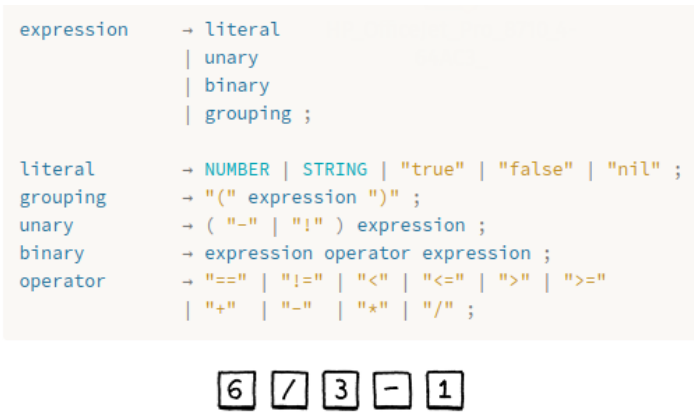 expression → literal
| unary
| binary
| grouping ;
literal → NUMBER | STRING | "true" | "false" | "nil" ;
grouping → "(" expression ")" ;
unary → ( "-" | "!" ) expression ;
binary → expression operator expression ;
operator → "==" | "!=" | "<" | "<=" | ">" | ">="
| "+" | "-" | "*" | "/" ;
6 / 3 - 1